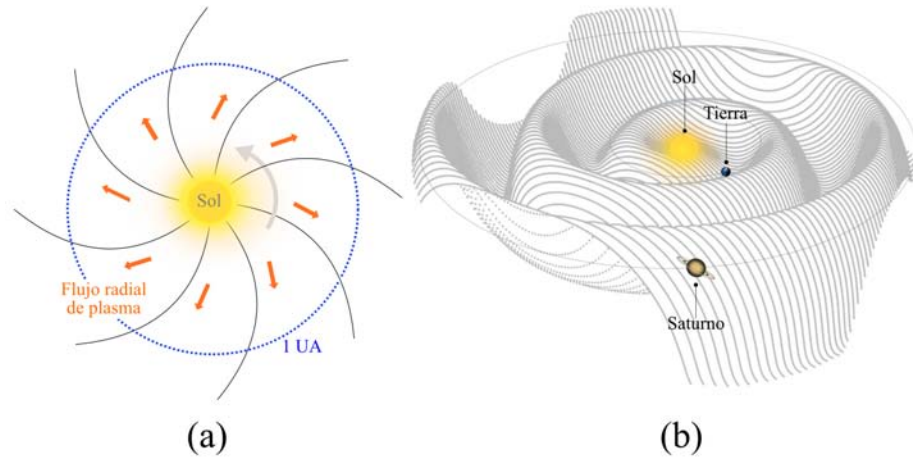 Sol
Flujo radial
de plasma
1 UA
(a)
Sol
Tierra
Saturno
(b)